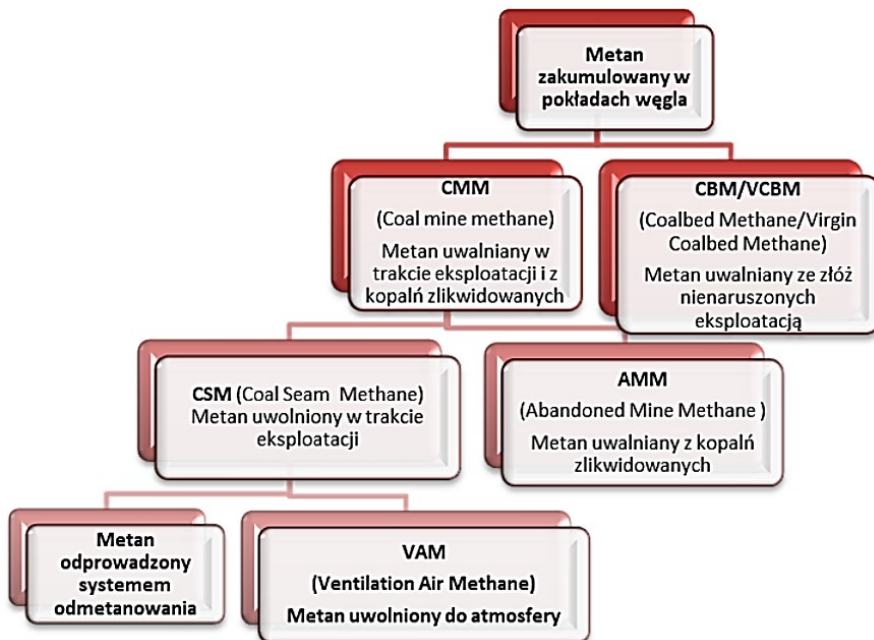 Metan
zakumulowany w
pokładach węgla
CMM
(Coal mine methane)
Metan uwalniany w
trakcie eksploatacji i z
kopalń zlikwidowanych
CBM/VCBM
(Coalbed Methane/Virgin
Coalbed Methane)
Metan uwalniany ze złóż
nienaruszonych
eksploatacją
CSM (Coal Seam Methane)
Metan uwolniony w trakcie
eksploatacji
AMM
(Abandoned Mine Methane )
Metan uwalniany z kopalń
zlikwidowanych
Metan
odprowadzony
systemem
odmetanowania
VAM
(Ventilation Air Methane)
Metan uwolniony do atmosfery